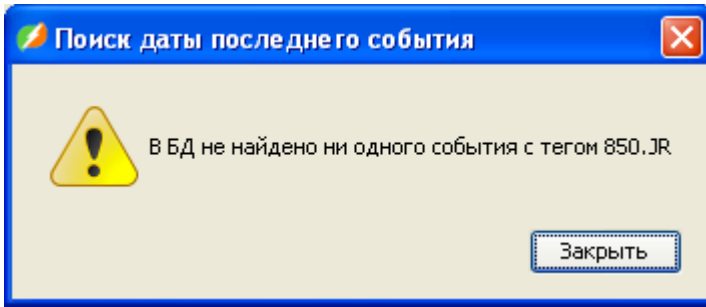 Поиск даты последнего события
В БД не найдено ни одного события с тегом 850.JR
Закрыть